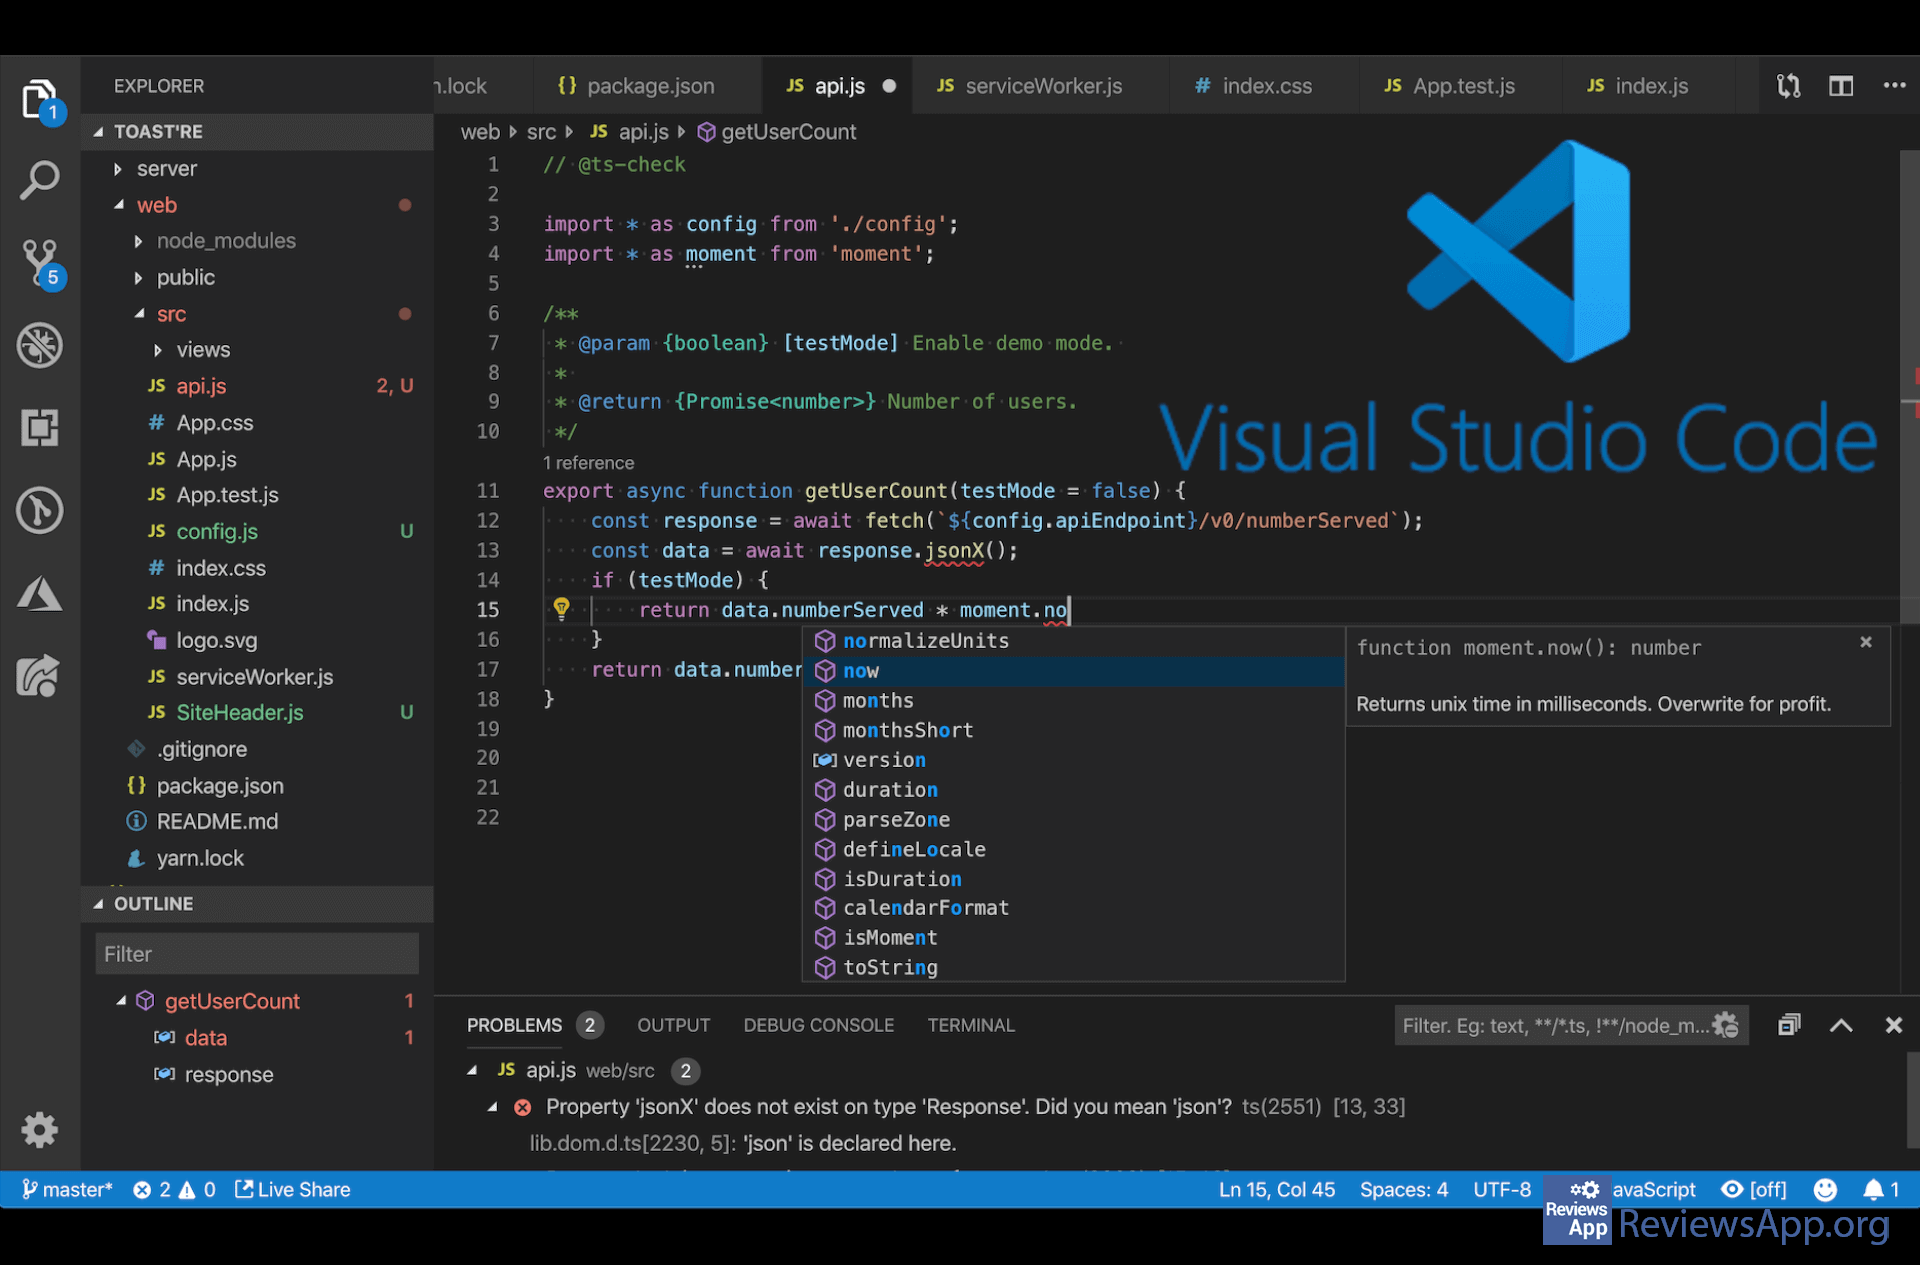 EXPLORER
n.lock
{} package.json
JS api.js
JS serviceWorker.js
# index.css
JS App.test.js
JS index.js
1
TOAST'RE
server
web
node_modules
public
5
src
views
JS api.js 2, U
# App.css
JS App.js
JS App.test.js
JS config.js U
# index.css
JS index.js
logo.svg
JS serviceWorker.js
JS SiteHeader.js U
.gitignore
{} package.json
README.md
yarn.lock
OUTLINE
Filter
getUserCount 1
data 1
response
web src JS api.js getUserCount
1 // @ts-check
2
3 import * as config from './config';
4 import * as moment from 'moment';
5
6 /**
7 * @param {boolean} [testMode] Enable demo mode.
8 *
9 * @return {Promise<number>} Number of users.
10 */
1 reference
11 export async function getUserCount(testMode = false) {
12 const response = await fetch(`${config.apiEndpoint}/v0/numberServed`);
13 const data = await response.jsonX();
14 if (testMode) {
15 return data.numberServed * moment.no
16 }
17 return data.number
18 }
19
20
21
22
Visual Studio Code
normalizeUnits
now
months
monthsShort
version
duration
parseZone
defineLocale
isDuration
calendarFormat
isMoment
toString
function moment.now(): number
Returns unix time in milliseconds. Overwrite for profit.
PROBLEMS 2 OUTPUT DEBUG CONSOLE TERMINAL
Filter. Eg: text, **/*.ts, !**/node_m...
JS api.js web/src 2
Property 'jsonX' does not exist on type 'Response'. Did you mean 'json'? ts(2551) [13, 33]
lib.dom.d.ts[2230, 5]: 'json' is declared here.
master* 2 0 Live Share
Ln 15, Col 45 Spaces: 4 UTF-8 avaScript [off] 1
Reviews
App
ReviewsApp.org